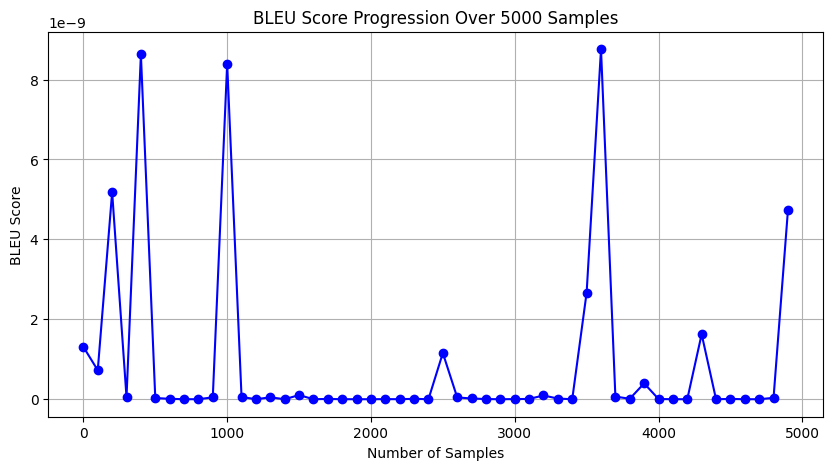 BLEU Score Progression Over 5000 Samples
1e−9
8
6
4
2
0
BLEU Score
0 1000 2000 3000 4000 5000
Number of Samples